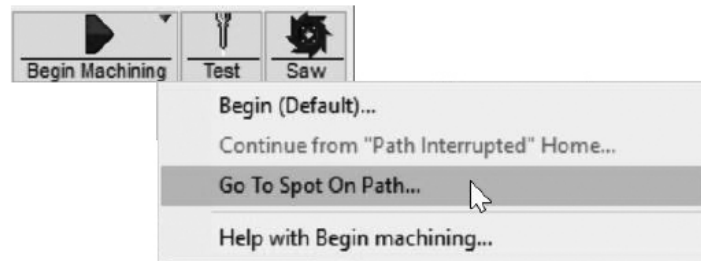 Begin Machining Test Saw
Begin (Default)...
Continue from "Path Interrupted" Home...
Go To Spot On Path...
Help with Begin machining...